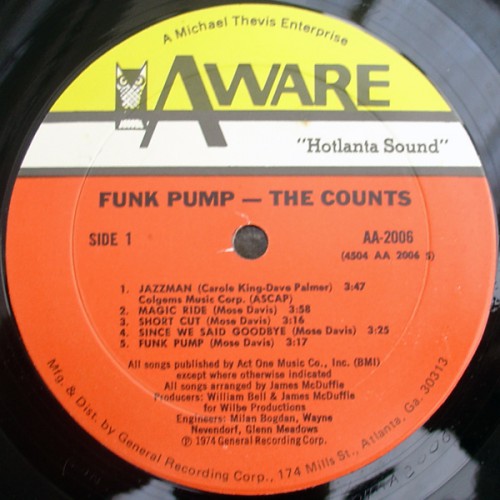 A Michael Thevis Enterprise
AWARE
"Hotlanta Sound"
FUNK PUMP — THE COUNTS
SIDE 1
AA-2006
(4504 AA 2006 S)
1. JAZZMAN (Carole King-Dave Palmer) 3:47
Colgems Music Corp. (ASCAP)
2. MAGIC RIDE (Mose Davis) 3:58
3. SHORT CUT (Mose Davis) 3:16
4. SINCE WE SAID GOODBYE (Mose Davis) 3:25
5. FUNK PUMP (Mose Davis) 3:17
All songs published by Act One Music Co., Inc. (BMI)
except where otherwise indicated
All songs arranged by James McDuffie
Producers: William Bell & James McDuffie
for Wilbe Productions
Engineers: Milan Bogdan, Wayne
Nevendorf, Glenn Meadows
℗ 1974 General Recording Corp.
Mfg. & Dist. by General Recording Corp., 174 Mills St., Atlanta, Ga. 30313